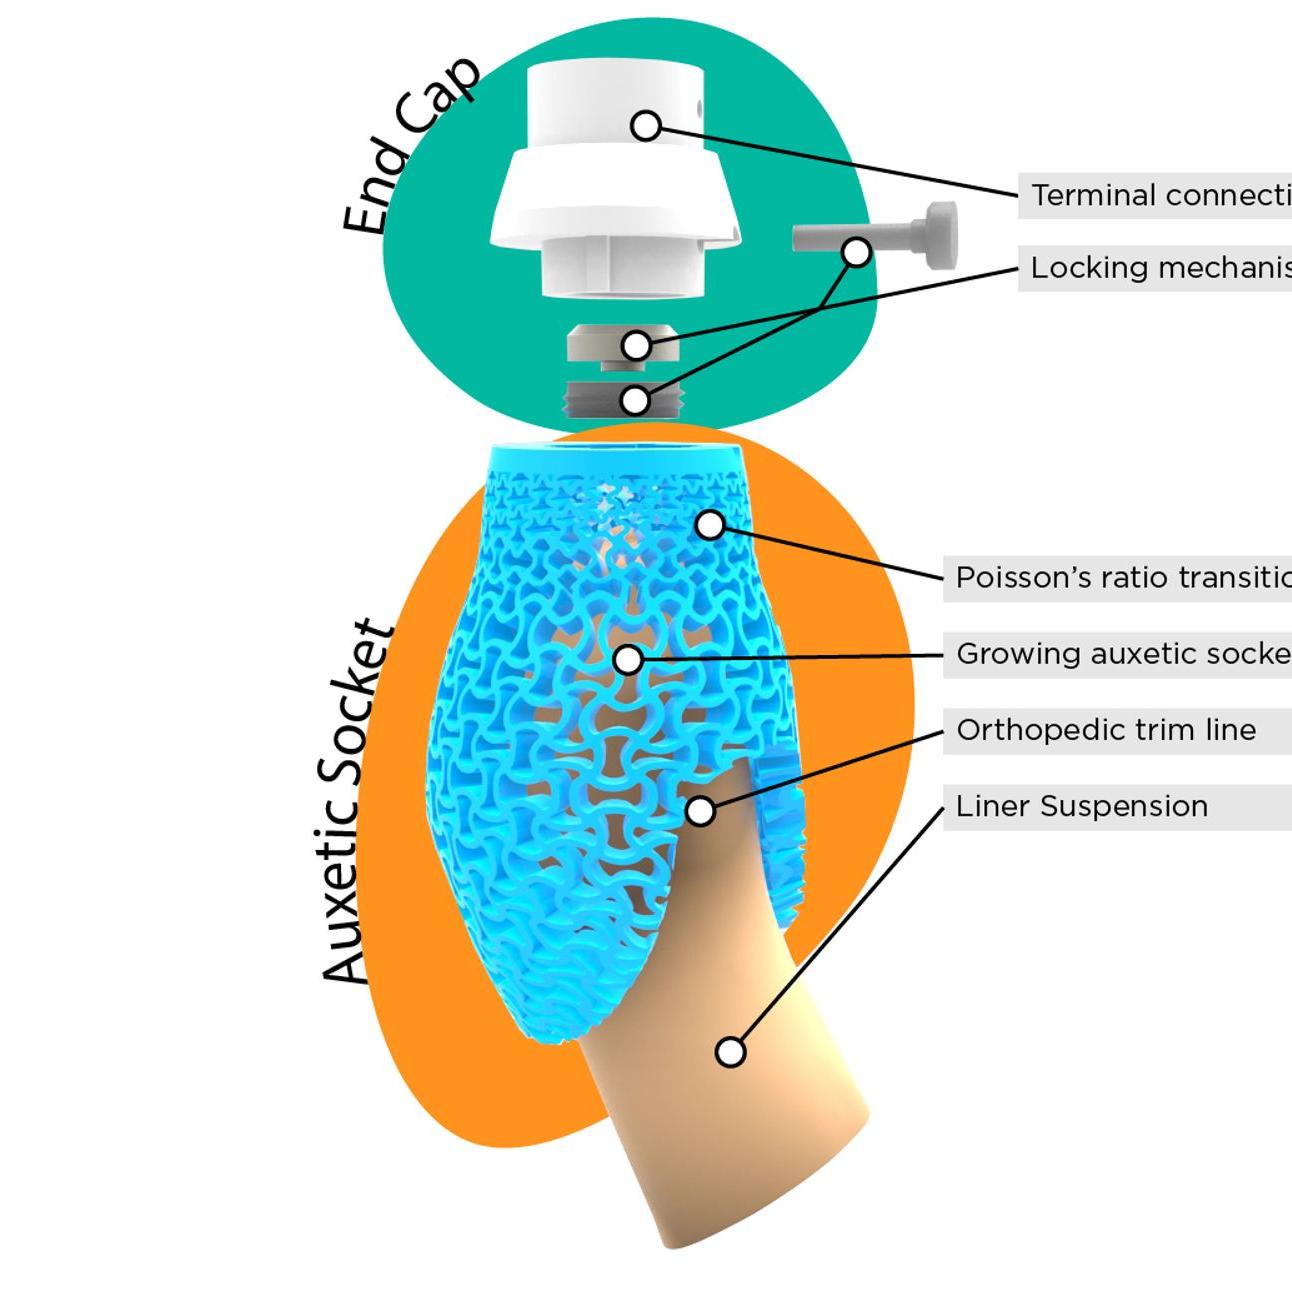 End Cap
Terminal connecti
Locking mechanis
Poisson’s ratio transitio
Growing auxetic socke
Auxetic Socket
Orthopedic trim line
Liner Suspension